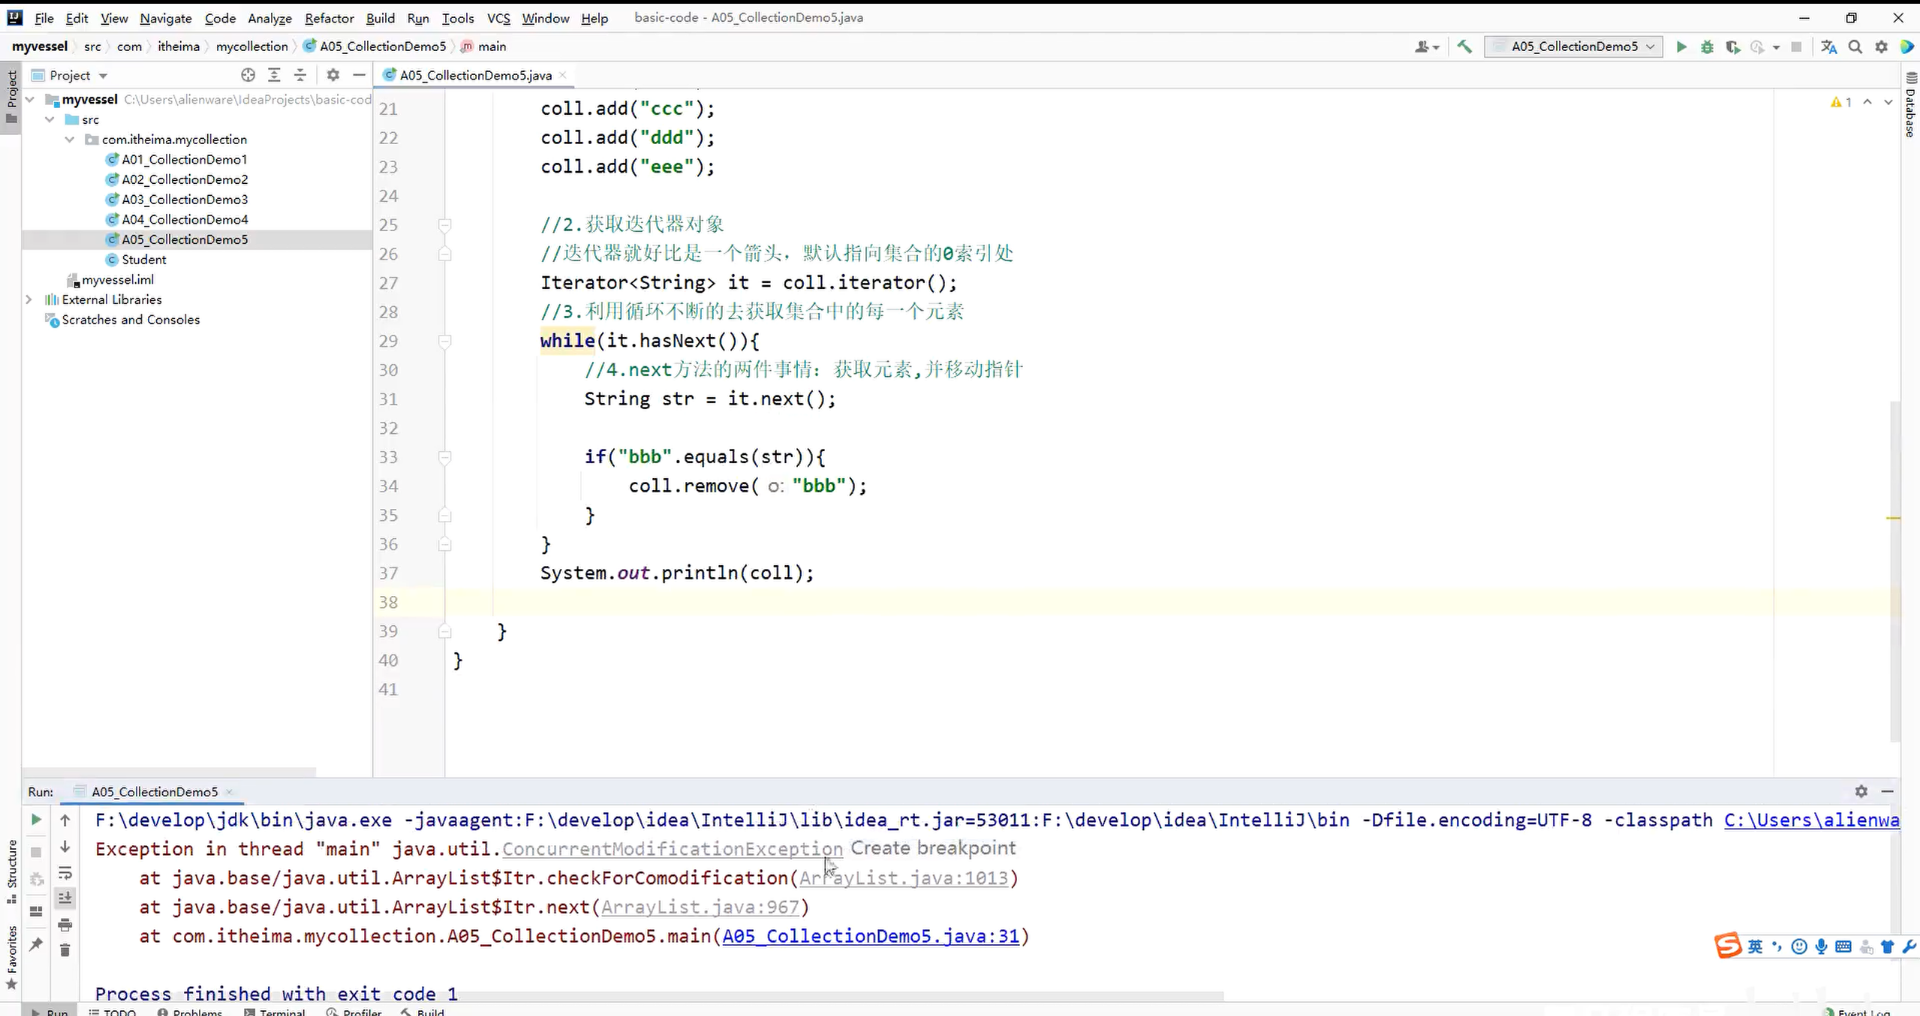 File Edit View Navigate Code Analyze Refactor Build Run Tools VCS Window Help basic-code - A05_CollectionDemo5.java
myvessel src com itheima mycollection A05_CollectionDemo5 main A05_CollectionDemo5
Project A05_CollectionDemo5.java
myvessel C:\Users\alienware\IdeaProjects\basic-cod
src
com.itheima.mycollection
A01_CollectionDemo1
A02_CollectionDemo2
A03_CollectionDemo3
A04_CollectionDemo4
A05_CollectionDemo5
Student
myvessel.iml
External Libraries
Scratches and Consoles
Project
Database
1
21 coll.add("ccc");
22 coll.add("ddd");
23 coll.add("eee");
24
25 //2.获取迭代器对象
26 //迭代器就好比是一个箭头，默认指向集合的0索引处
27 Iterator<String> it = coll.iterator();
28 //3.利用循环不断的去获取集合中的每一个元素
29 while(it.hasNext()){
30 //4.next方法的两件事情：获取元素,并移动指针
31 String str = it.next();
32
33 if("bbb".equals(str)){
34 coll.remove( o: "bbb");
35 }
36 }
37 System.out.println(coll);
38
39 }
40 }
41
Run: A05_CollectionDemo5
F:\develop\jdk\bin\java.exe -javaagent:F:\develop\idea\IntelliJ\lib\idea_rt.jar=53011:F:\develop\idea\IntelliJ\bin -Dfile.encoding=UTF-8 -classpath C:\Users\alienwa
Exception in thread "main" java.util.ConcurrentModificationException Create breakpoint
at java.base/java.util.ArrayList$Itr.checkForComodification(ArrayList.java:1013)
at java.base/java.util.ArrayList$Itr.next(ArrayList.java:967)
at com.itheima.mycollection.A05_CollectionDemo5.main(A05_CollectionDemo5.java:31)
Process finished with exit code 1
Structure
Favorites
英
Run TODO Problems Terminal Profiler Build Event Log